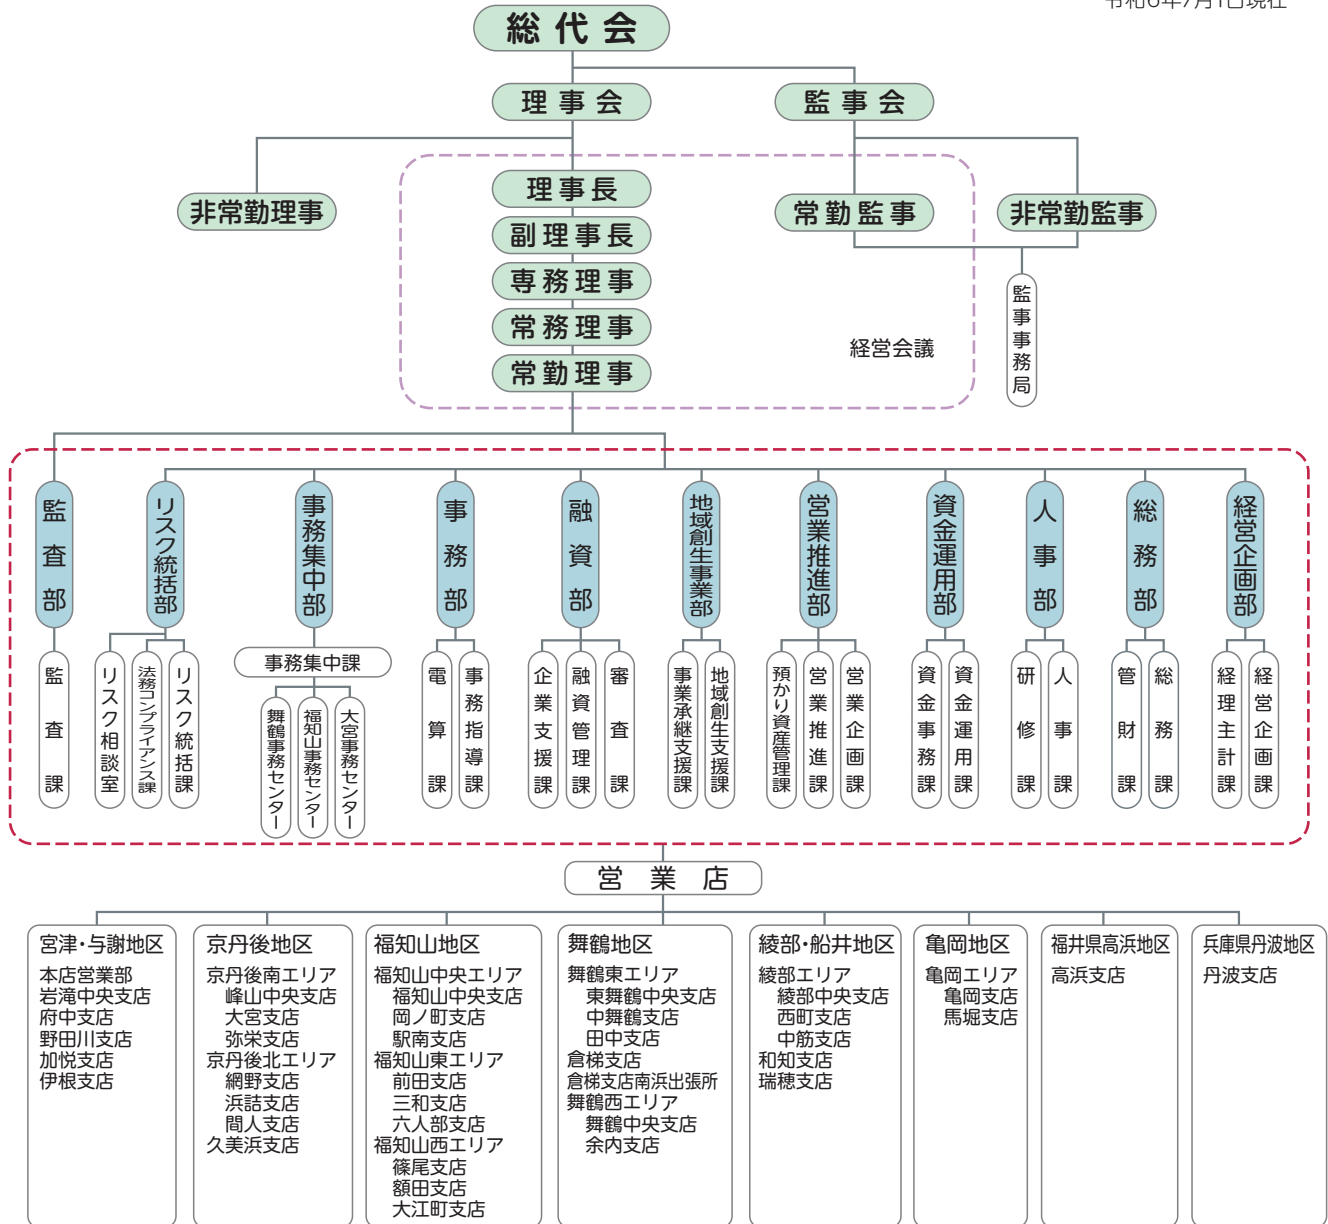 令和6年7月1日現在
総代会
理事会
監事会
非常勤理事
理事長
副理事長
専務理事
常務理事
常勤理事
常勤監事
非常勤監事
経営会議
監事事務局
監査部
リスク統括部
事務集中部
事務部
融資部
地域創生事業部
営業推進部
資金運用部
人事部
総務部
経営企画部
監査課
リスク相談室
法務コンプライアンス課
リスク統括課
事務集中課
舞鶴事務センター
福知山事務センター
大宮事務センター
電算課
事務指導課
企業支援課
融資管理課
審査課
事業承継支援課
地域創生支援課
預かり資産管理課
営業推進課
営業企画課
資金事務課
資金運用課
研修課
人事課
管財課
総務課
経理主計課
経営企画課
営業店
宮津・与謝地区
本店営業部
岩滝中央支店
府中支店
野田川支店
加悦支店
伊根支店
京丹後地区
京丹後南エリア
峰山中央支店
大宮支店
弥栄支店
京丹後北エリア
網野支店
浜詰支店
間人支店
久美浜支店
福知山地区
福知山中央エリア
福知山中央支店
岡ノ町支店
駅南支店
福知山東エリア
前田支店
三和支店
六人部支店
福知山西エリア
篠尾支店
額田支店
大江町支店
舞鶴地区
舞鶴東エリア
東舞鶴中央支店
中舞鶴支店
田中支店
倉梯支店
倉梯支店南浜出張所
舞鶴西エリア
舞鶴中央支店
余内支店
綾部・船井地区
綾部エリア
綾部中央支店
西町支店
中筋支店
和知支店
瑞穂支店
亀岡地区
亀岡エリア
亀岡支店
馬堀支店
福井県高浜地区
高浜支店
兵庫県丹波地区
丹波支店